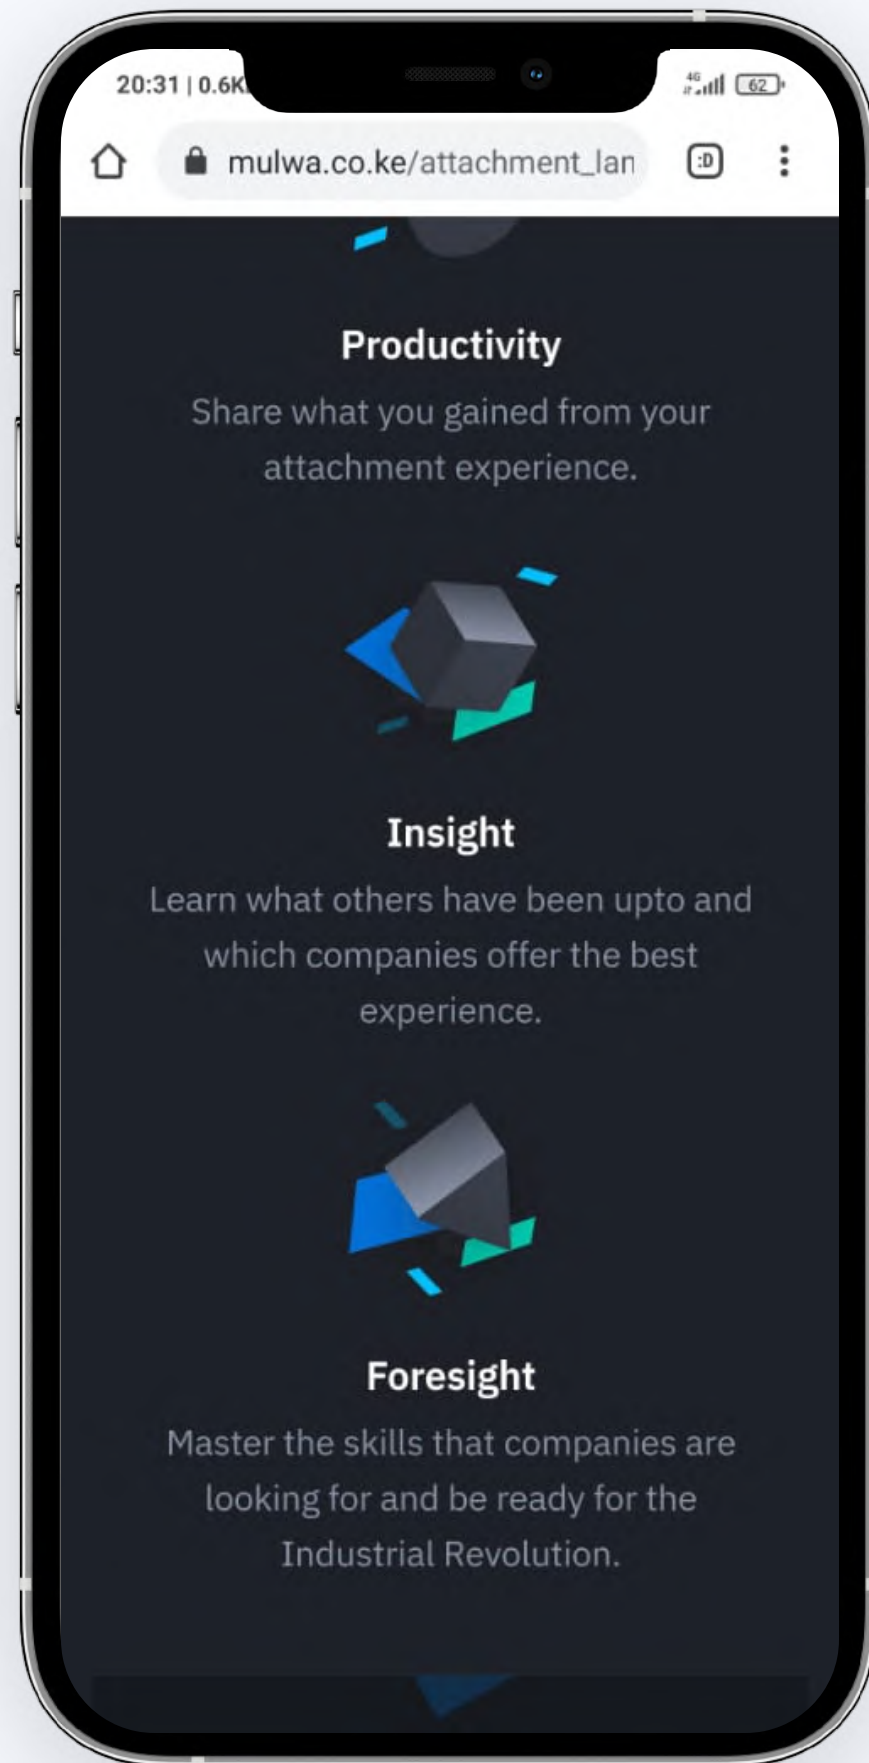 20:31 | 0.6K
4G
62
mulwa.co.ke/attachment_lan
:D
Productivity
Share what you gained from your
attachment experience.
Insight
Learn what others have been upto and
which companies offer the best
experience.
Foresight
Master the skills that companies are
looking for and be ready for the
Industrial Revolution.